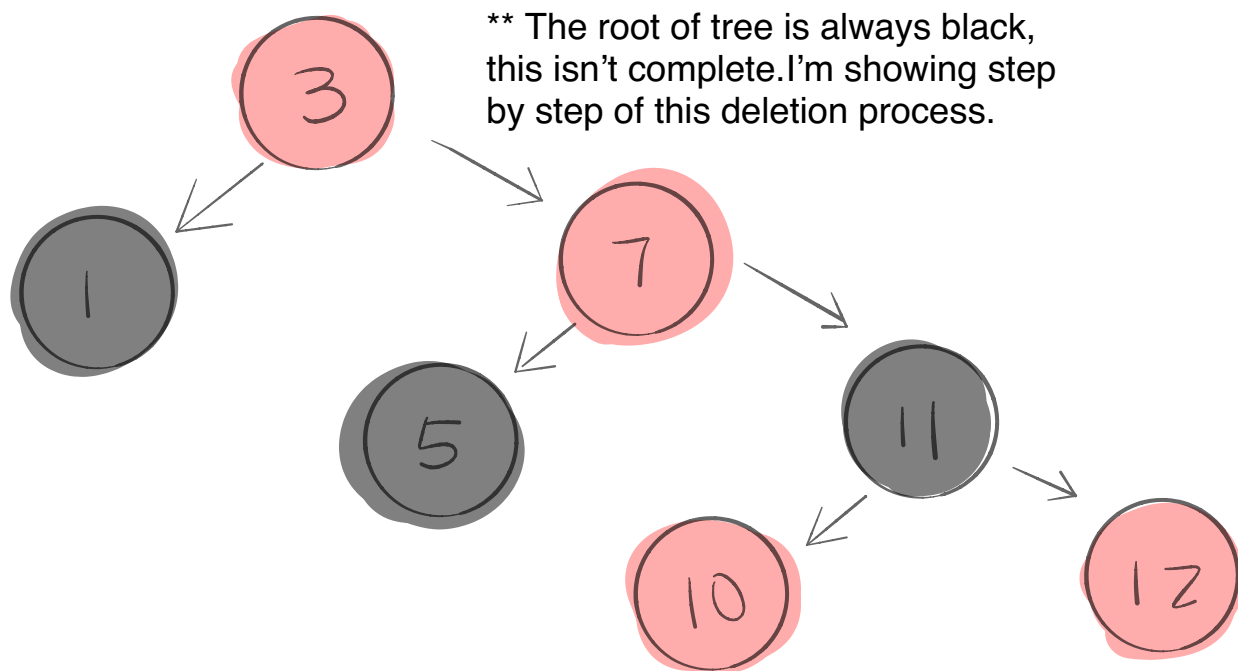 ** The root of tree is always black,
this isn’t complete.I’m showing step
by step of this deletion process.
3
7
1
5
11
10
12